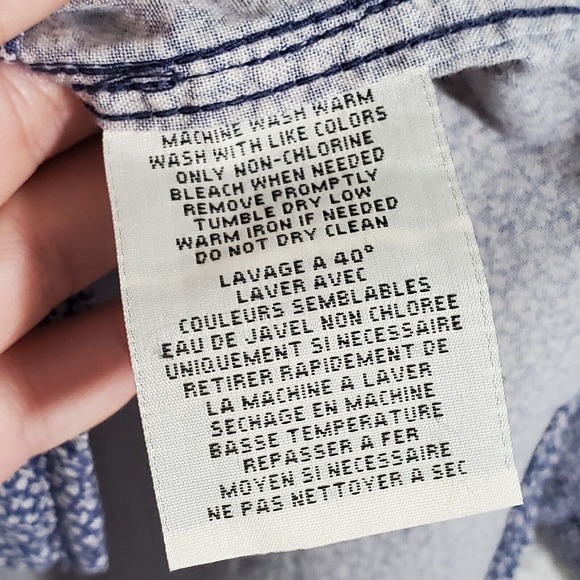 MACHINE WASH WARM
WASH WITH LIKE COLORS
ONLY NON-CHLORINE
BLEACH WHEN NEEDED
REMOVE PROMPTLY
TUMBLE DRY LOW
WARM IRON IF NEEDED
DO NOT DRY CLEAN
LAVAGE A 40°
LAVER AVEC
COULEURS SEMBLABLES
EAU DE JAVEL NON CHLOREE
UNIQUEMENT SI NECESSAIRE
RETIRER RAPIDEMENT DE
LA MACHINE A LAVER
SECHAGE EN MACHINE
BASSE TEMPERATURE
REPASSER A FER
MOYEN SI NECESSAIRE
NE PAS NETTOYER A SEC